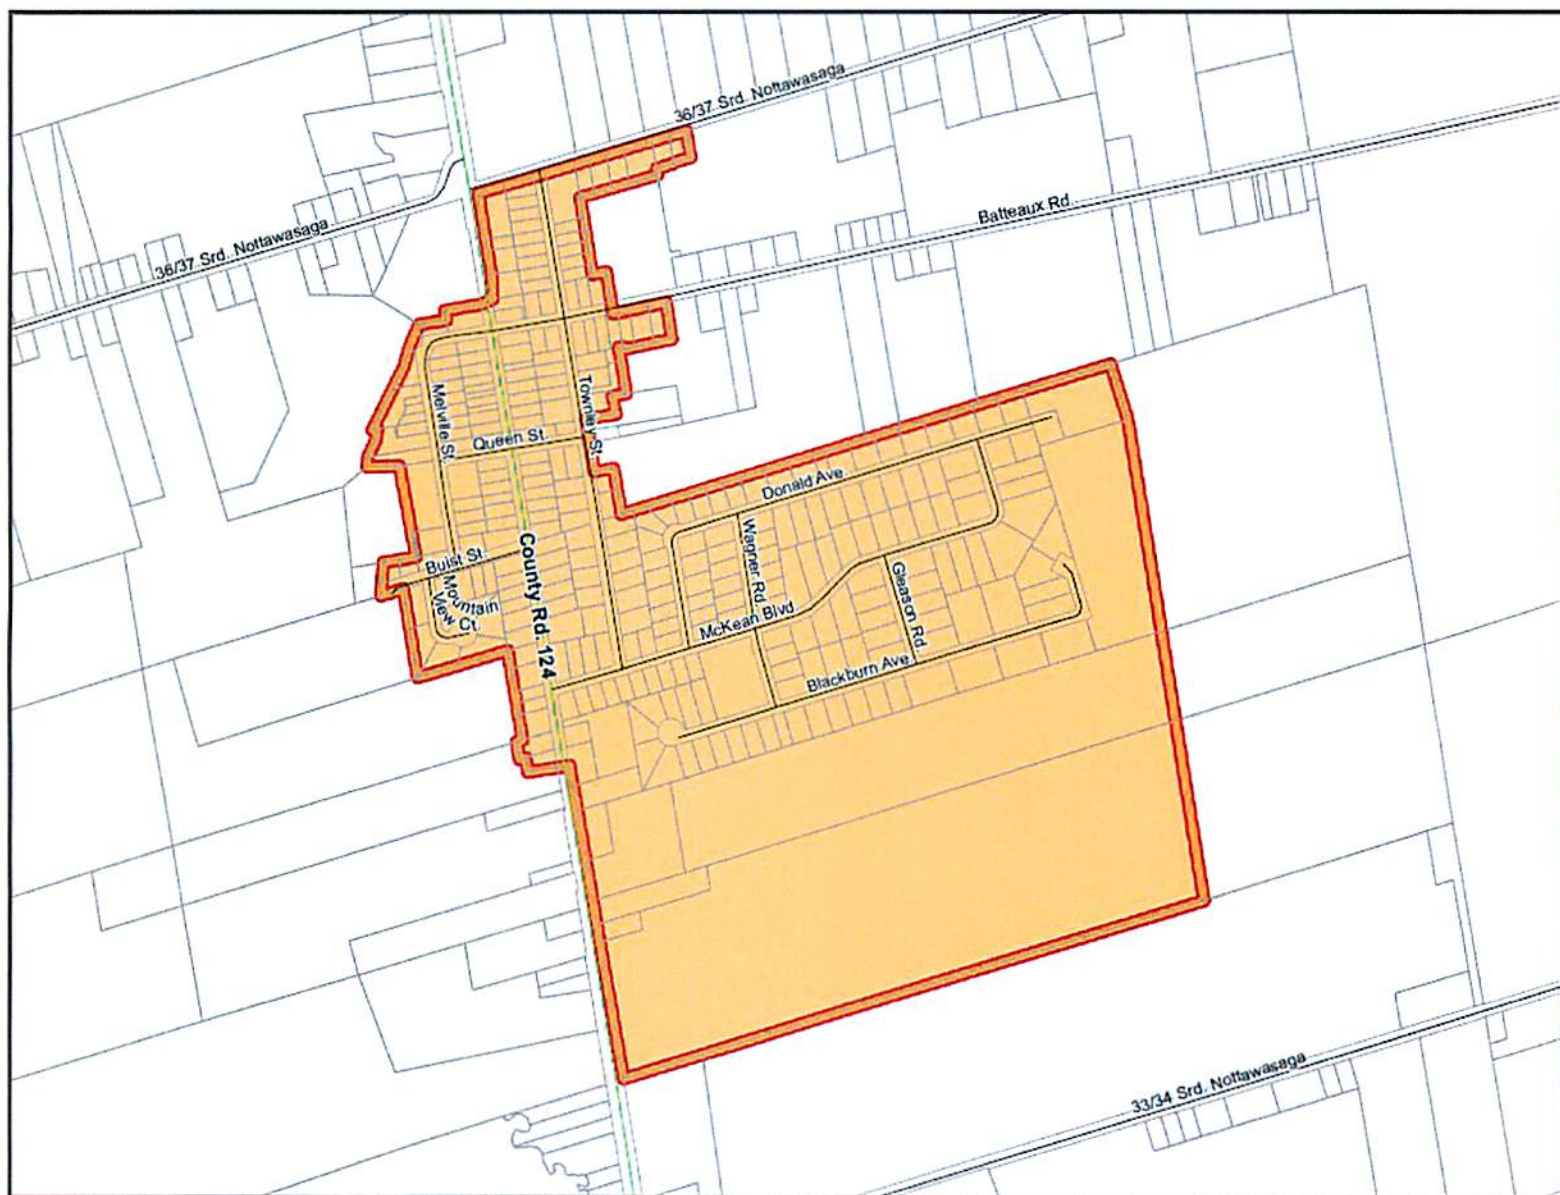 36/37 Srd. Nottawasaga
Batteaux Rd.
36/37 Srd. Nottawasaga
Melville St.
Townley St.
Queen St.
Donald Ave
Wagner Rd
County Rd. 124
Buist St.
Mountain
View Ct.
Gleason Rd.
McKean Blvd.
Blackburn Ave.
33/34 Srd. Nottawasaga